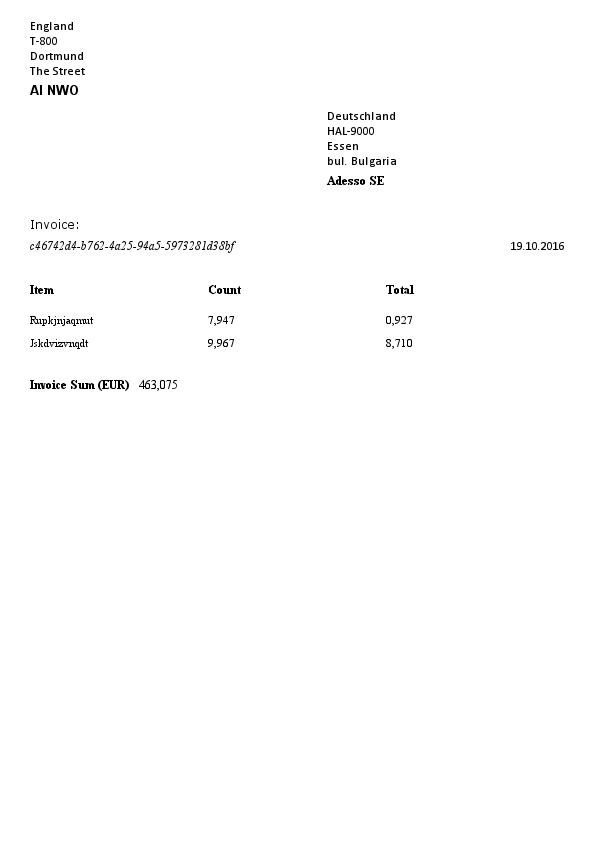 England
T-800
Dortmund
The Street
AI NWO
Deutschland
HAL-9000
Essen
bul. Bulgaria
Adesso SE
Invoice:
c46742d4-b762-4a25-94a5-5973281d38bf 19.10.2016
Item Count Total
Rupkjnjaqmut 7,947 0,927
Jskdvizvnqdt 9,967 8,710
Invoice Sum (EUR) 463,075